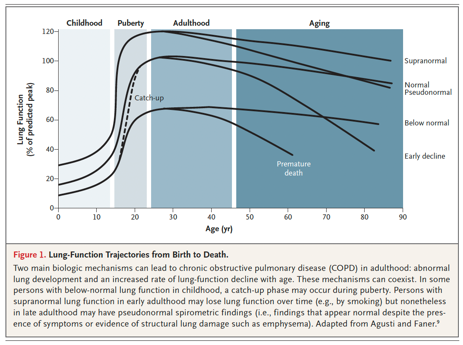 Childhood Puberty Adulthood Aging
120
100
80
60
40
20
0
Lung Function
(% of predicted peak)
Catch-up
Supranormal
Normal
Pseudonormal
Below normal
Early decline
Premature
death
0 10 20 30 40 50 60 70 80 90
Age (yr)
Figure 1. Lung-Function Trajectories from Birth to Death.
Two main biologic mechanisms can lead to chronic obstructive pulmonary disease (COPD) in adulthood: abnormal
lung development and an increased rate of lung-function decline with age. These mechanisms can coexist. In some
persons with below-normal lung function in childhood, a catch-up phase may occur during puberty. Persons with
supranormal lung function in early adulthood may lose lung function over time (e.g., by smoking) but nonetheless
in late adulthood may have pseudonormal spirometric findings (i.e., findings that appear normal despite the pres-
ence of symptoms or evidence of structural lung damage such as emphysema). Adapted from Agusti and Faner.⁹